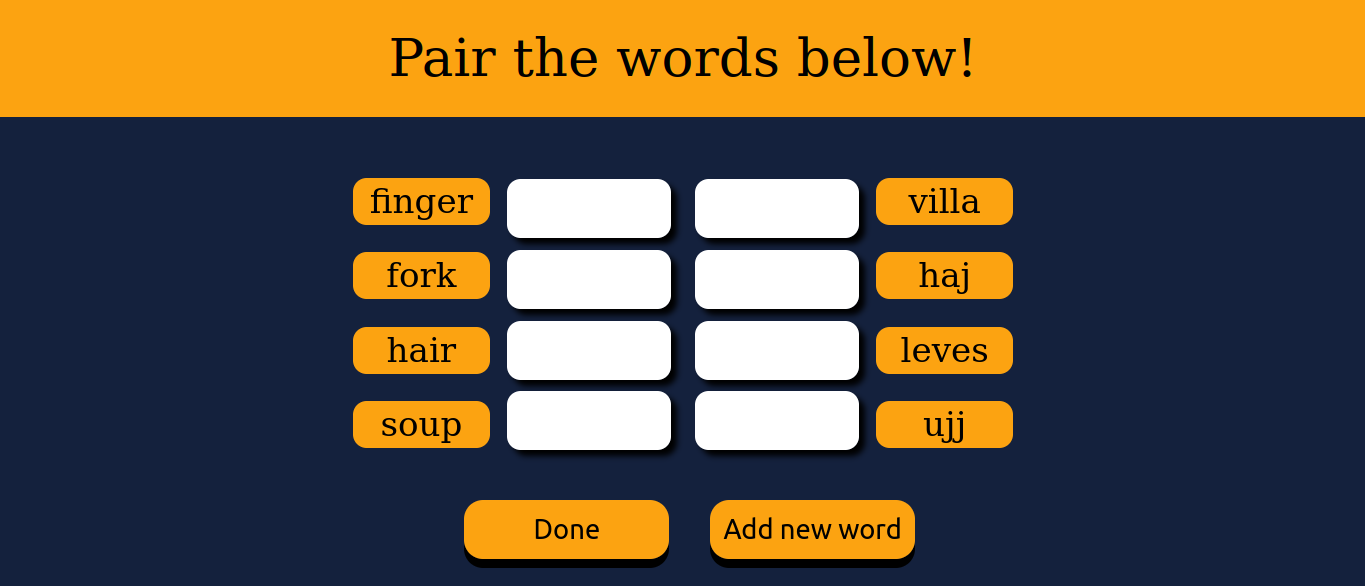 Pair the words below!
finger villa
fork haj
hair leves
soup ujj
Done Add new word